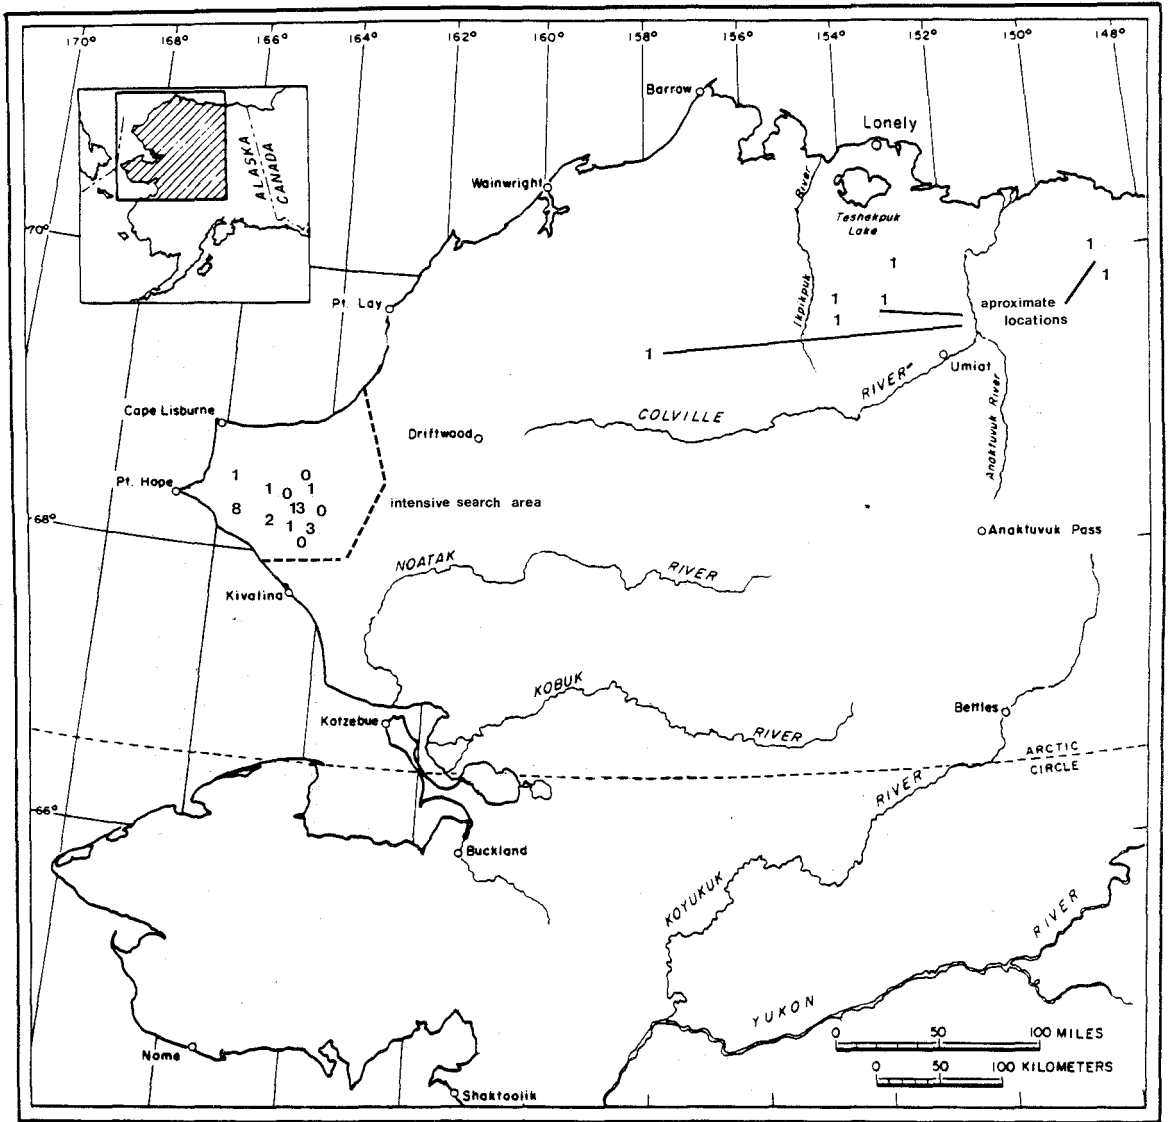 170°
168°
166°
164°
162°
160°
158°
156°
154°
152°
150°
148°
Barrow
Lonely
ALASKA
CANADA
Wainwright
River
Teshekpuk
Lake
70°
1
1
1
Pt. Lay
Ikpikpuk
1
1
aproximate
locations
1
1
Umiat
RIVER
Cape Lisburne
COLVILLE
Anaktuvuk River
Driftwood
1
0
Pt. Hope
1
0
1
intensive search area
8
13
0
2
1
3
68°
0
Anaktuvuk Pass
NOATAK
RIVER
Kivalina
KOBUK
RIVER
Kotzebue
Bettles
ARCTIC
CIRCLE
RIVER
66°
Buckland
KOYUKUK
RIVER
YUKON
0 50 100 MILES
Nome
0 50 100 KILOMETERS
Shaktoolik